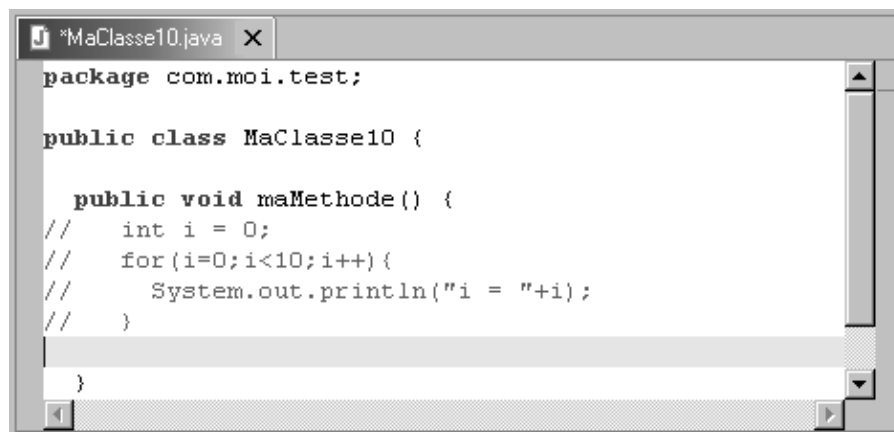 *MaClasse10.java
package com.moi.test;
public class MaClasse10 {
public void maMethode() {
//    int i = 0;
//    for(i=0;i<10;i++){
//      System.out.println("i = "+i);
//    }
}